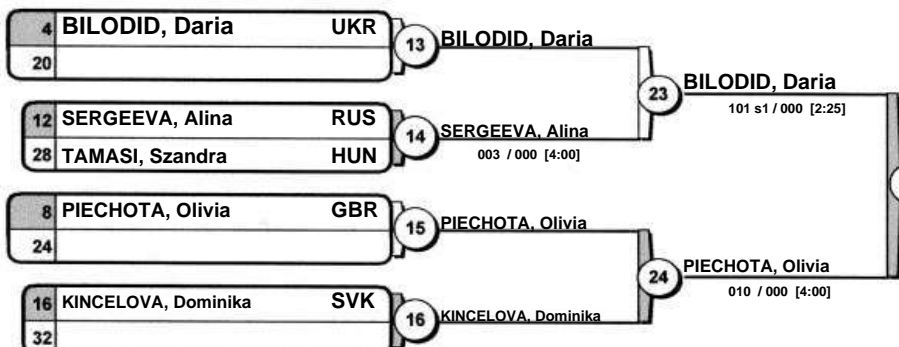 4 BILODID, Daria UKR
20
13 BILODID, Daria
12 SERGEEVA, Alina RUS
28 TAMASI, Szandra HUN
14 SERGEEVA, Alina
003 / 000 [4:00]
23 BILODID, Daria
101 s1 / 000 [2:25]
8 PIECHOTA, Olivia GBR
24
15 PIECHOTA, Olivia
16 KINCELOVA, Dominika SVK
32
16 KINCELOVA, Dominika
24 PIECHOTA, Olivia
010 / 000 [4:00]